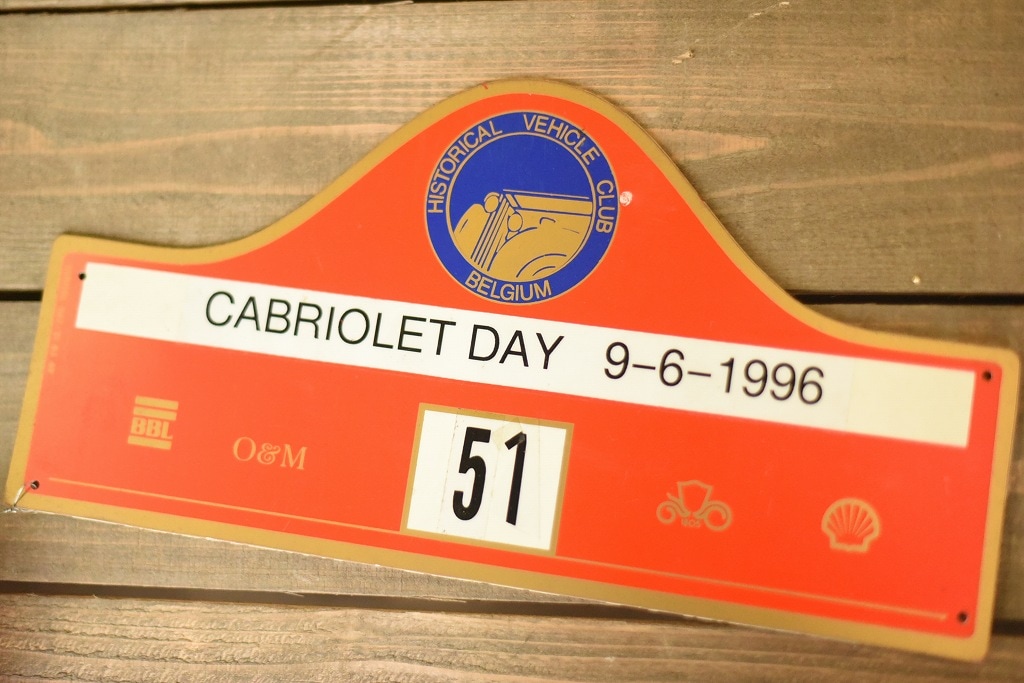 HISTORICAL VEHICLE CLUB
BELGIUM
CABRIOLET DAY 9-6-1996
BBL
O&M
51